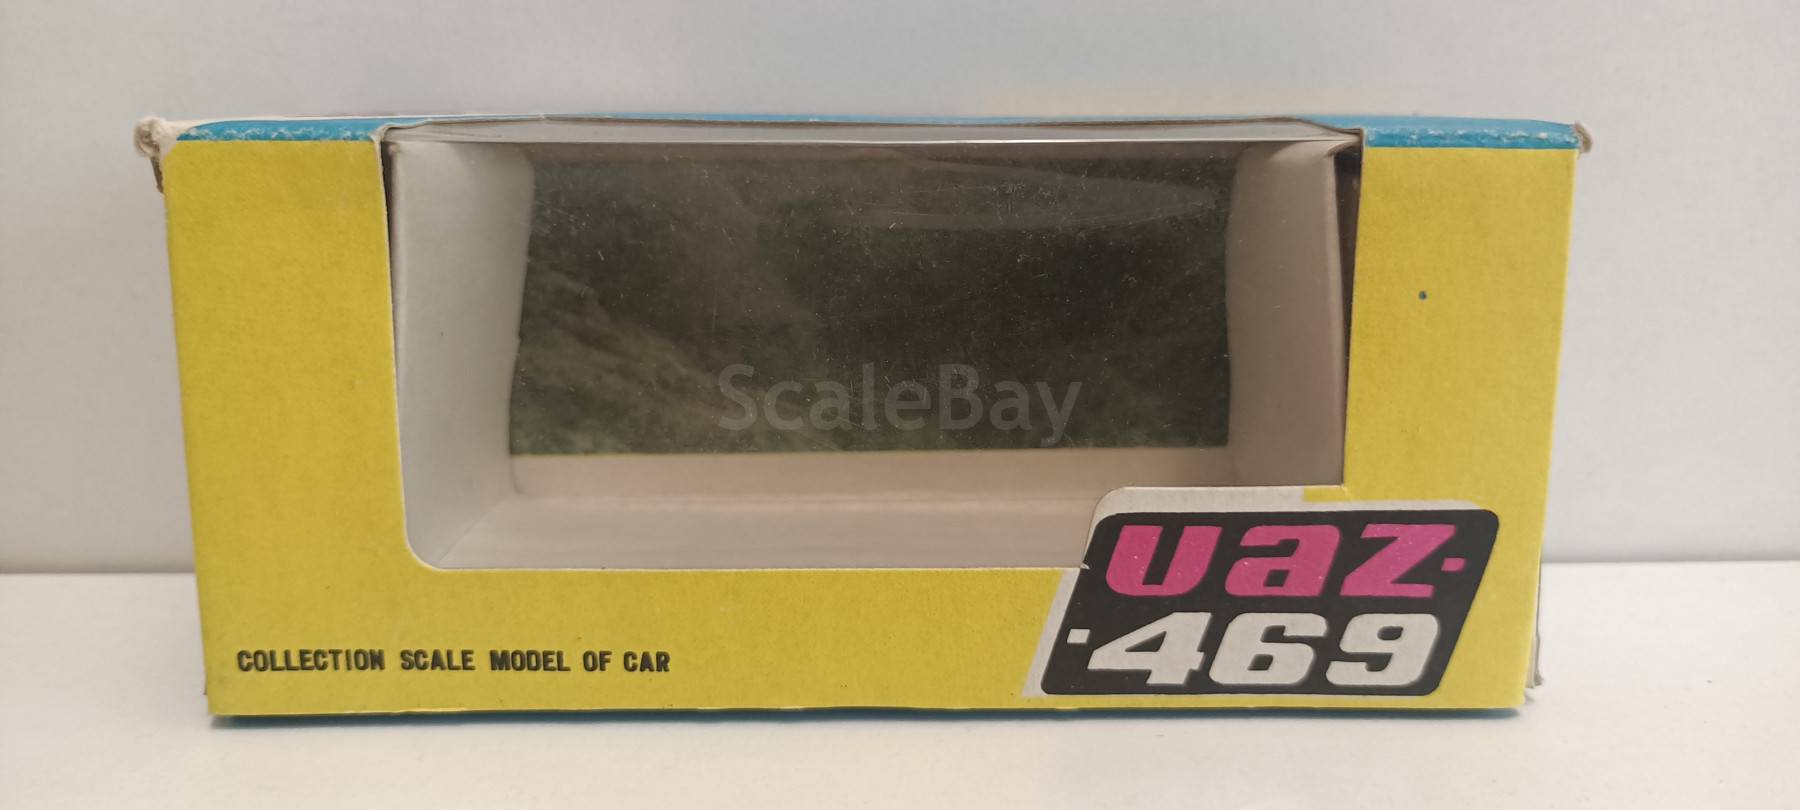 ScaleBay
uaz-
-469
COLLECTION SCALE MODEL OF CAR